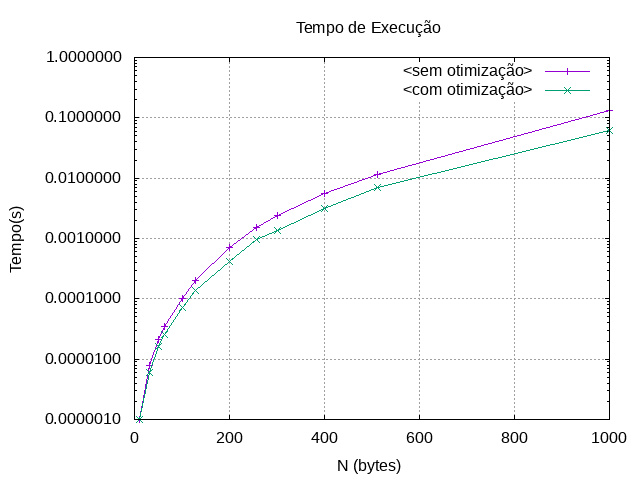 Tempo de Execução
<sem otimização>
<com otimização>
1.0000000
0.1000000
0.0100000
0.0010000
0.0001000
0.0000100
0.0000010
Tempo(s)
0 200 400 600 800 1000
N (bytes)